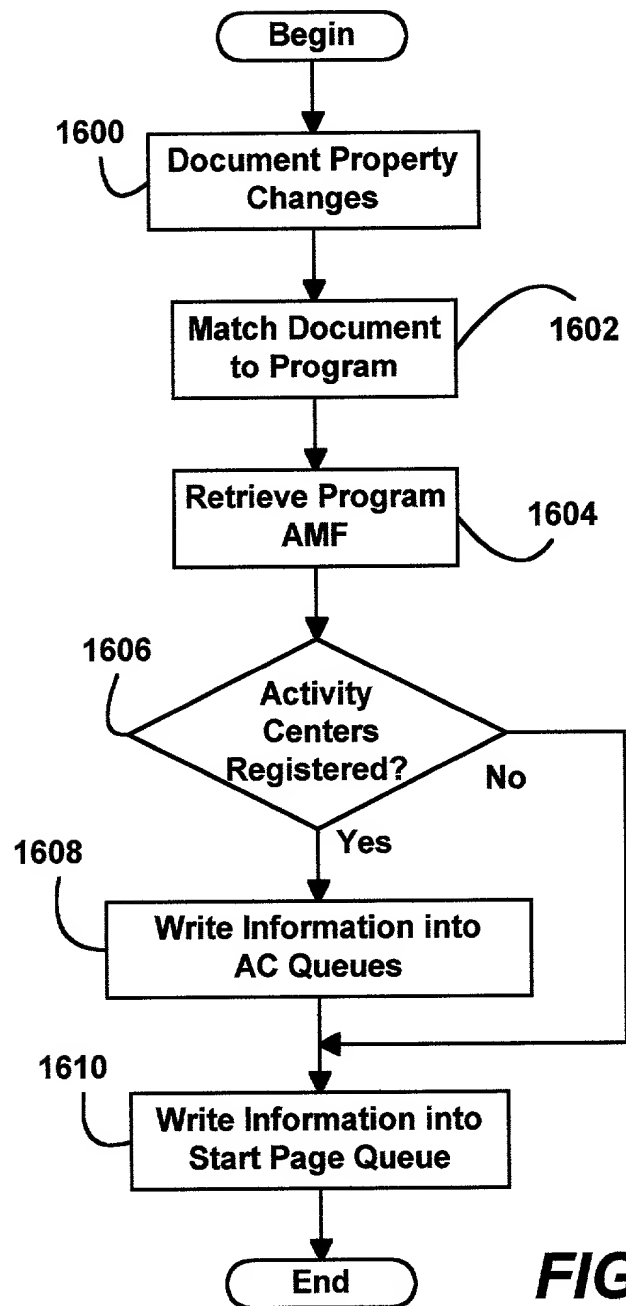 Begin
1600
Document Property
Changes
Match Document
to Program
1602
Retrieve Program
AMF
1604
1606
Activity
Centers
Registered?
No
Yes
1608
Write Information into
AC Queues
1610
Write Information into
Start Page Queue
End
FIG